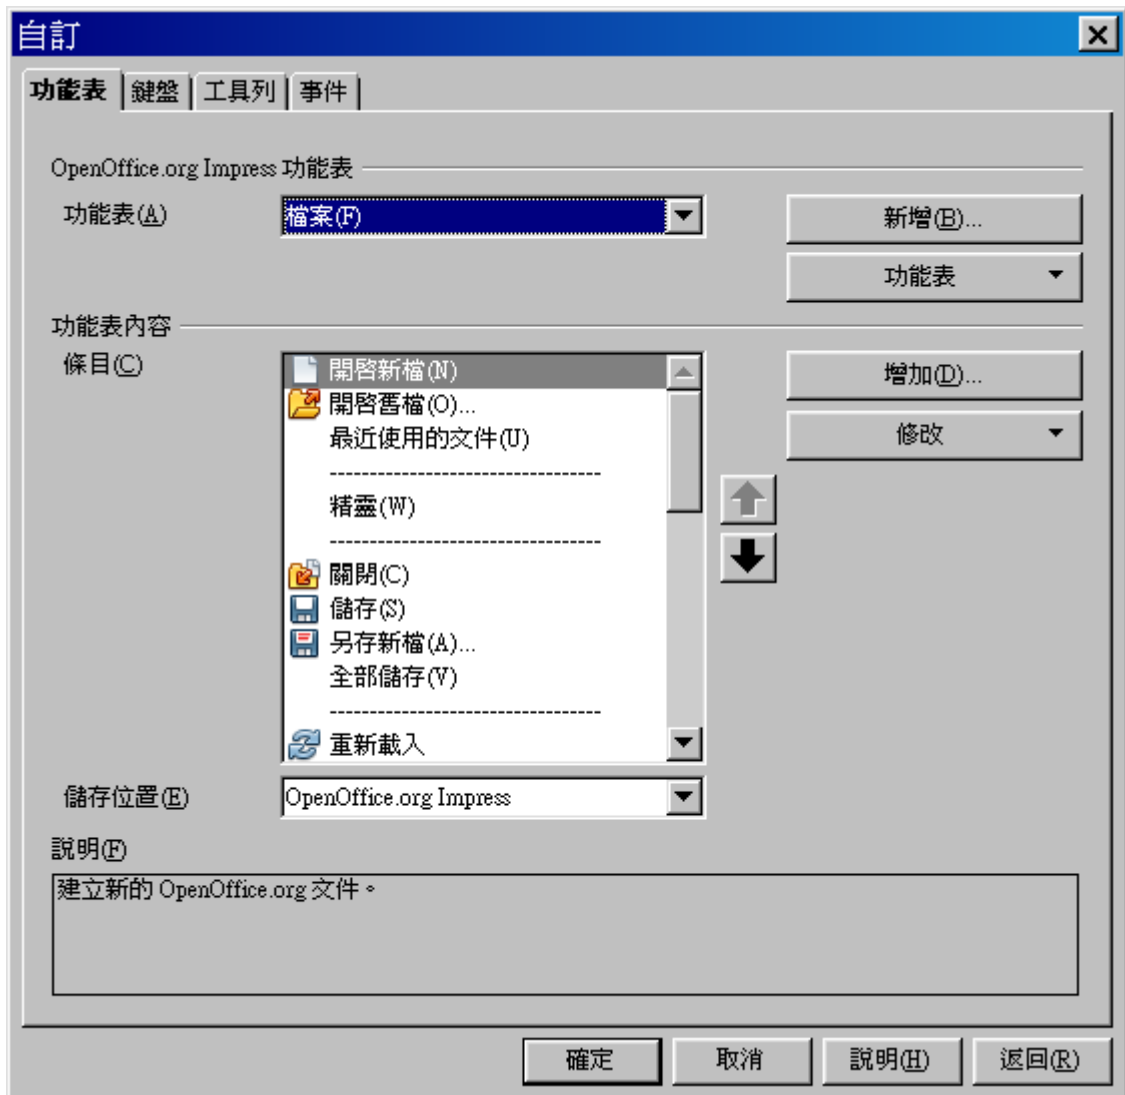 自訂
功能表 鍵盤 工具列 事件
OpenOffice.org Impress 功能表
功能表(A) 檔案(F) 新增(B)...
功能表
功能表內容
條目(C) 開啟新檔(N) 增加(D)...
開啟舊檔(O)...
最近使用的文件(U) 修改
----------------------------------
精靈(W)
----------------------------------
關閉(C)
儲存(S)
另存新檔(A)...
全部儲存(V)
----------------------------------
重新載入
儲存位置(E) OpenOffice.org Impress
說明(F)
建立新的 OpenOffice.org 文件。
確定 取消 說明(H) 返回(R)